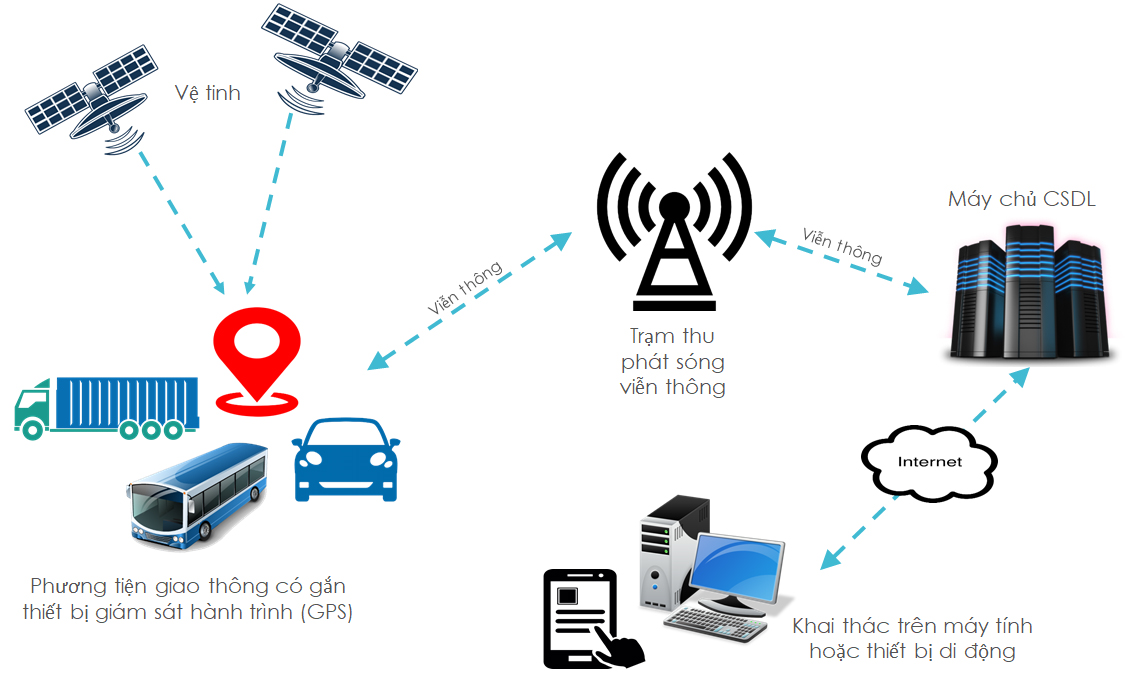 Vệ tinh
Máy chủ CSDL
Viễn thông
Viễn thông
Trạm thu
phát sóng
viễn thông
Internet
Phương tiện giao thông có gắn
thiết bị giám sát hành trình (GPS)
Khai thác trên máy tính
hoặc thiết bị di động